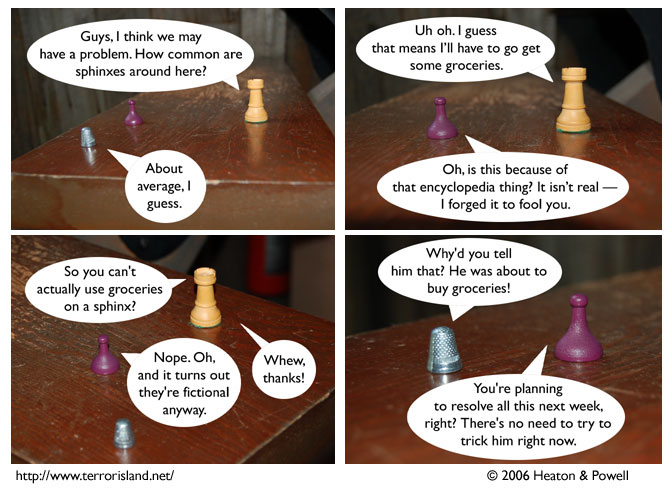 Guys, I think we may
have a problem. How common are
sphinxes around here?
About
average, I
guess.
Uh oh. I guess
that means I'll have to go get
some groceries.
Oh, is this because of
that encyclopedia thing? It isn't real —
I forged it to fool you.
So you can't
actually use groceries
on a sphinx?
Nope. Oh,
and it turns out
they're fictional
anyway.
Whew,
thanks!
Why'd you tell
him that? He was about to
buy groceries!
You're planning
to resolve all this next week,
right? There's no need to try to
trick him right now.
http://www.terrorisland.net/
© 2006 Heaton & Powell